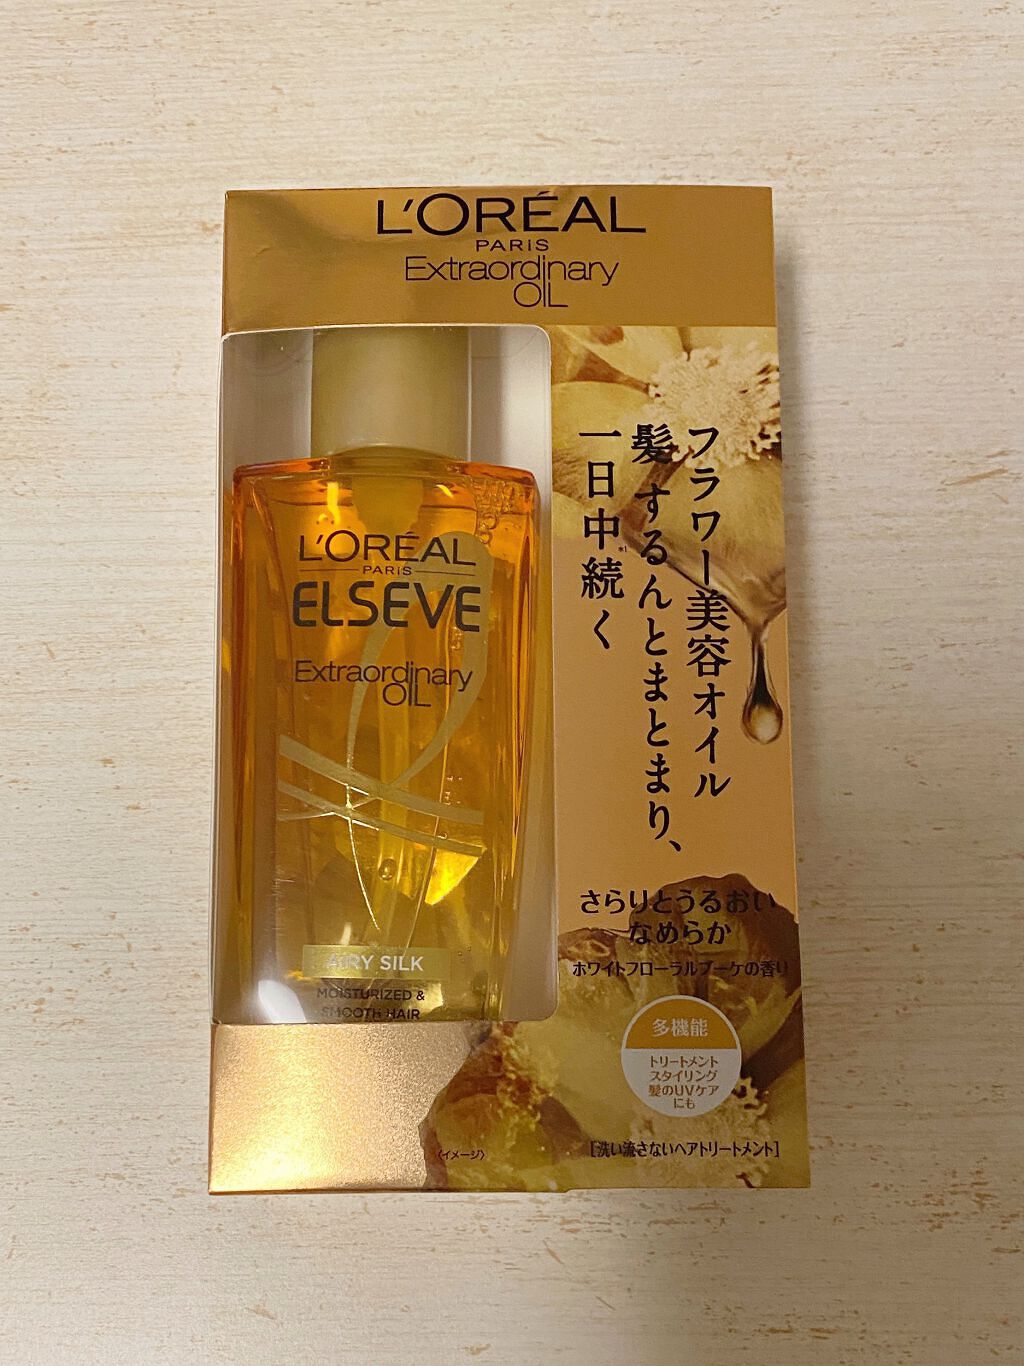 L'ORÉAL
PARIS
Extraordinary
OIL
L'ORÉAL
PARIS
ELSEVE
Extraordinary
OIL
AIRY SILK
MOISTURIZED &
SMOOTH HAIR
フラワー美容オイル
髪 するんとまとまり、
一日中*1続く
さらりとうるおい
なめらか
ホワイトフローラルブーケの香り
多機能
トリートメント
スタイリング
髪のUVケア
にも
〈イメージ〉
[洗い流さないヘアトリートメント]